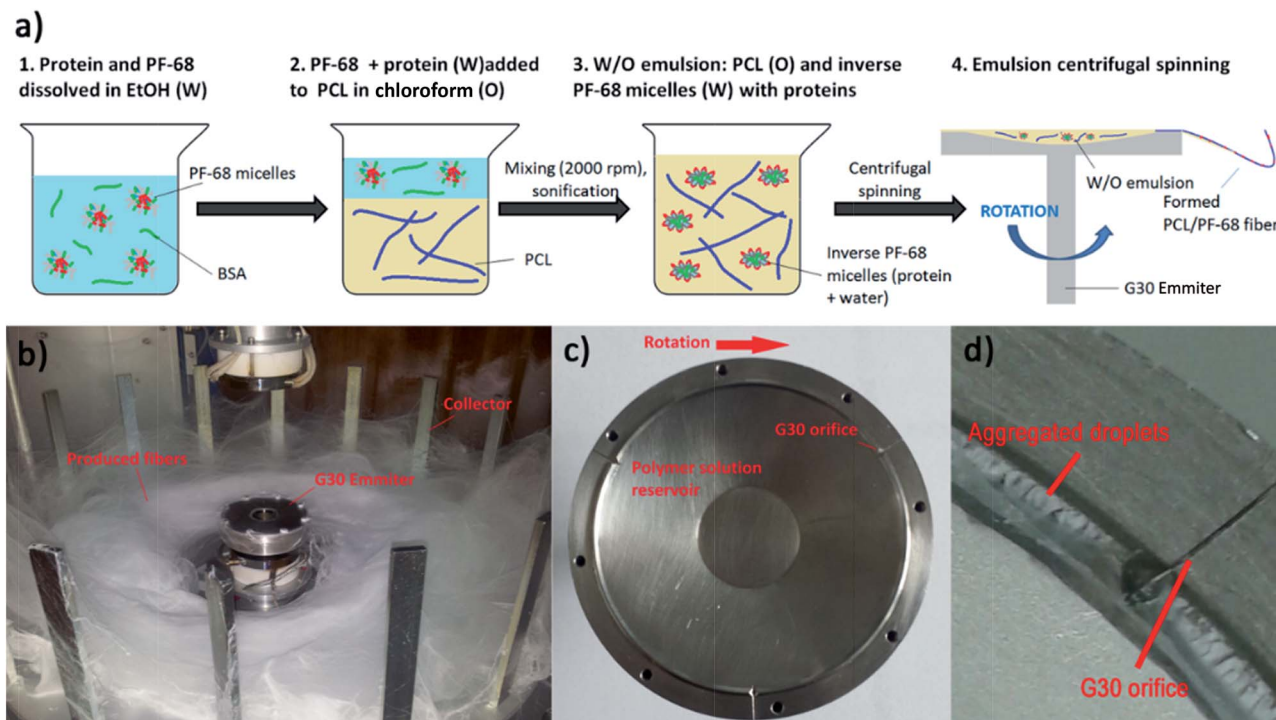 a)
1. Protein and PF-68
dissolved in EtOH (W)
2. PF-68 + protein (W)added
to PCL in chloroform (O)
3. W/O emulsion: PCL (O) and inverse
PF-68 micelles (W) with proteins
4. Emulsion centrifugal spinning
PF-68 micelles
BSA
PCL
Mixing (2000 rpm),
sonification
Inverse PF-68
micelles (protein
+ water)
Centrifugal
spinning
W/O emulsion
Formed
PCL/PF-68 fiber
ROTATION
G30 Emmiter
b)
Collector
Produced fibers
G30 Emmiter
c)
Rotation
G30 orifice
Polymer solution
reservoir
d)
Aggregated droplets
G30 orifice